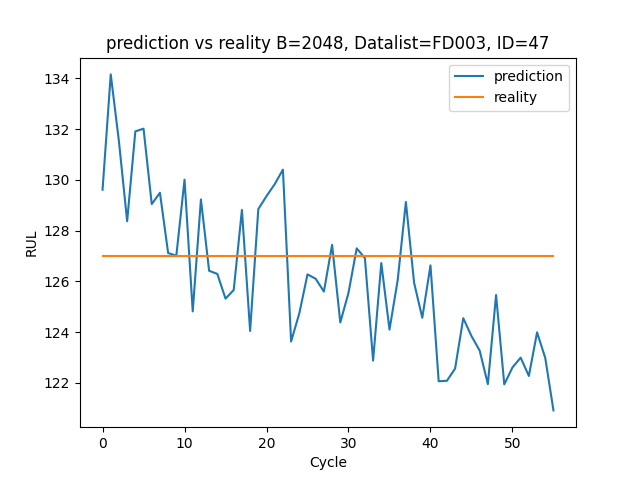 prediction vs reality B=2048, Datalist=FD003, ID=47
prediction
reality
RUL
134
132
130
128
126
124
122
0 10 20 30 40 50
Cycle